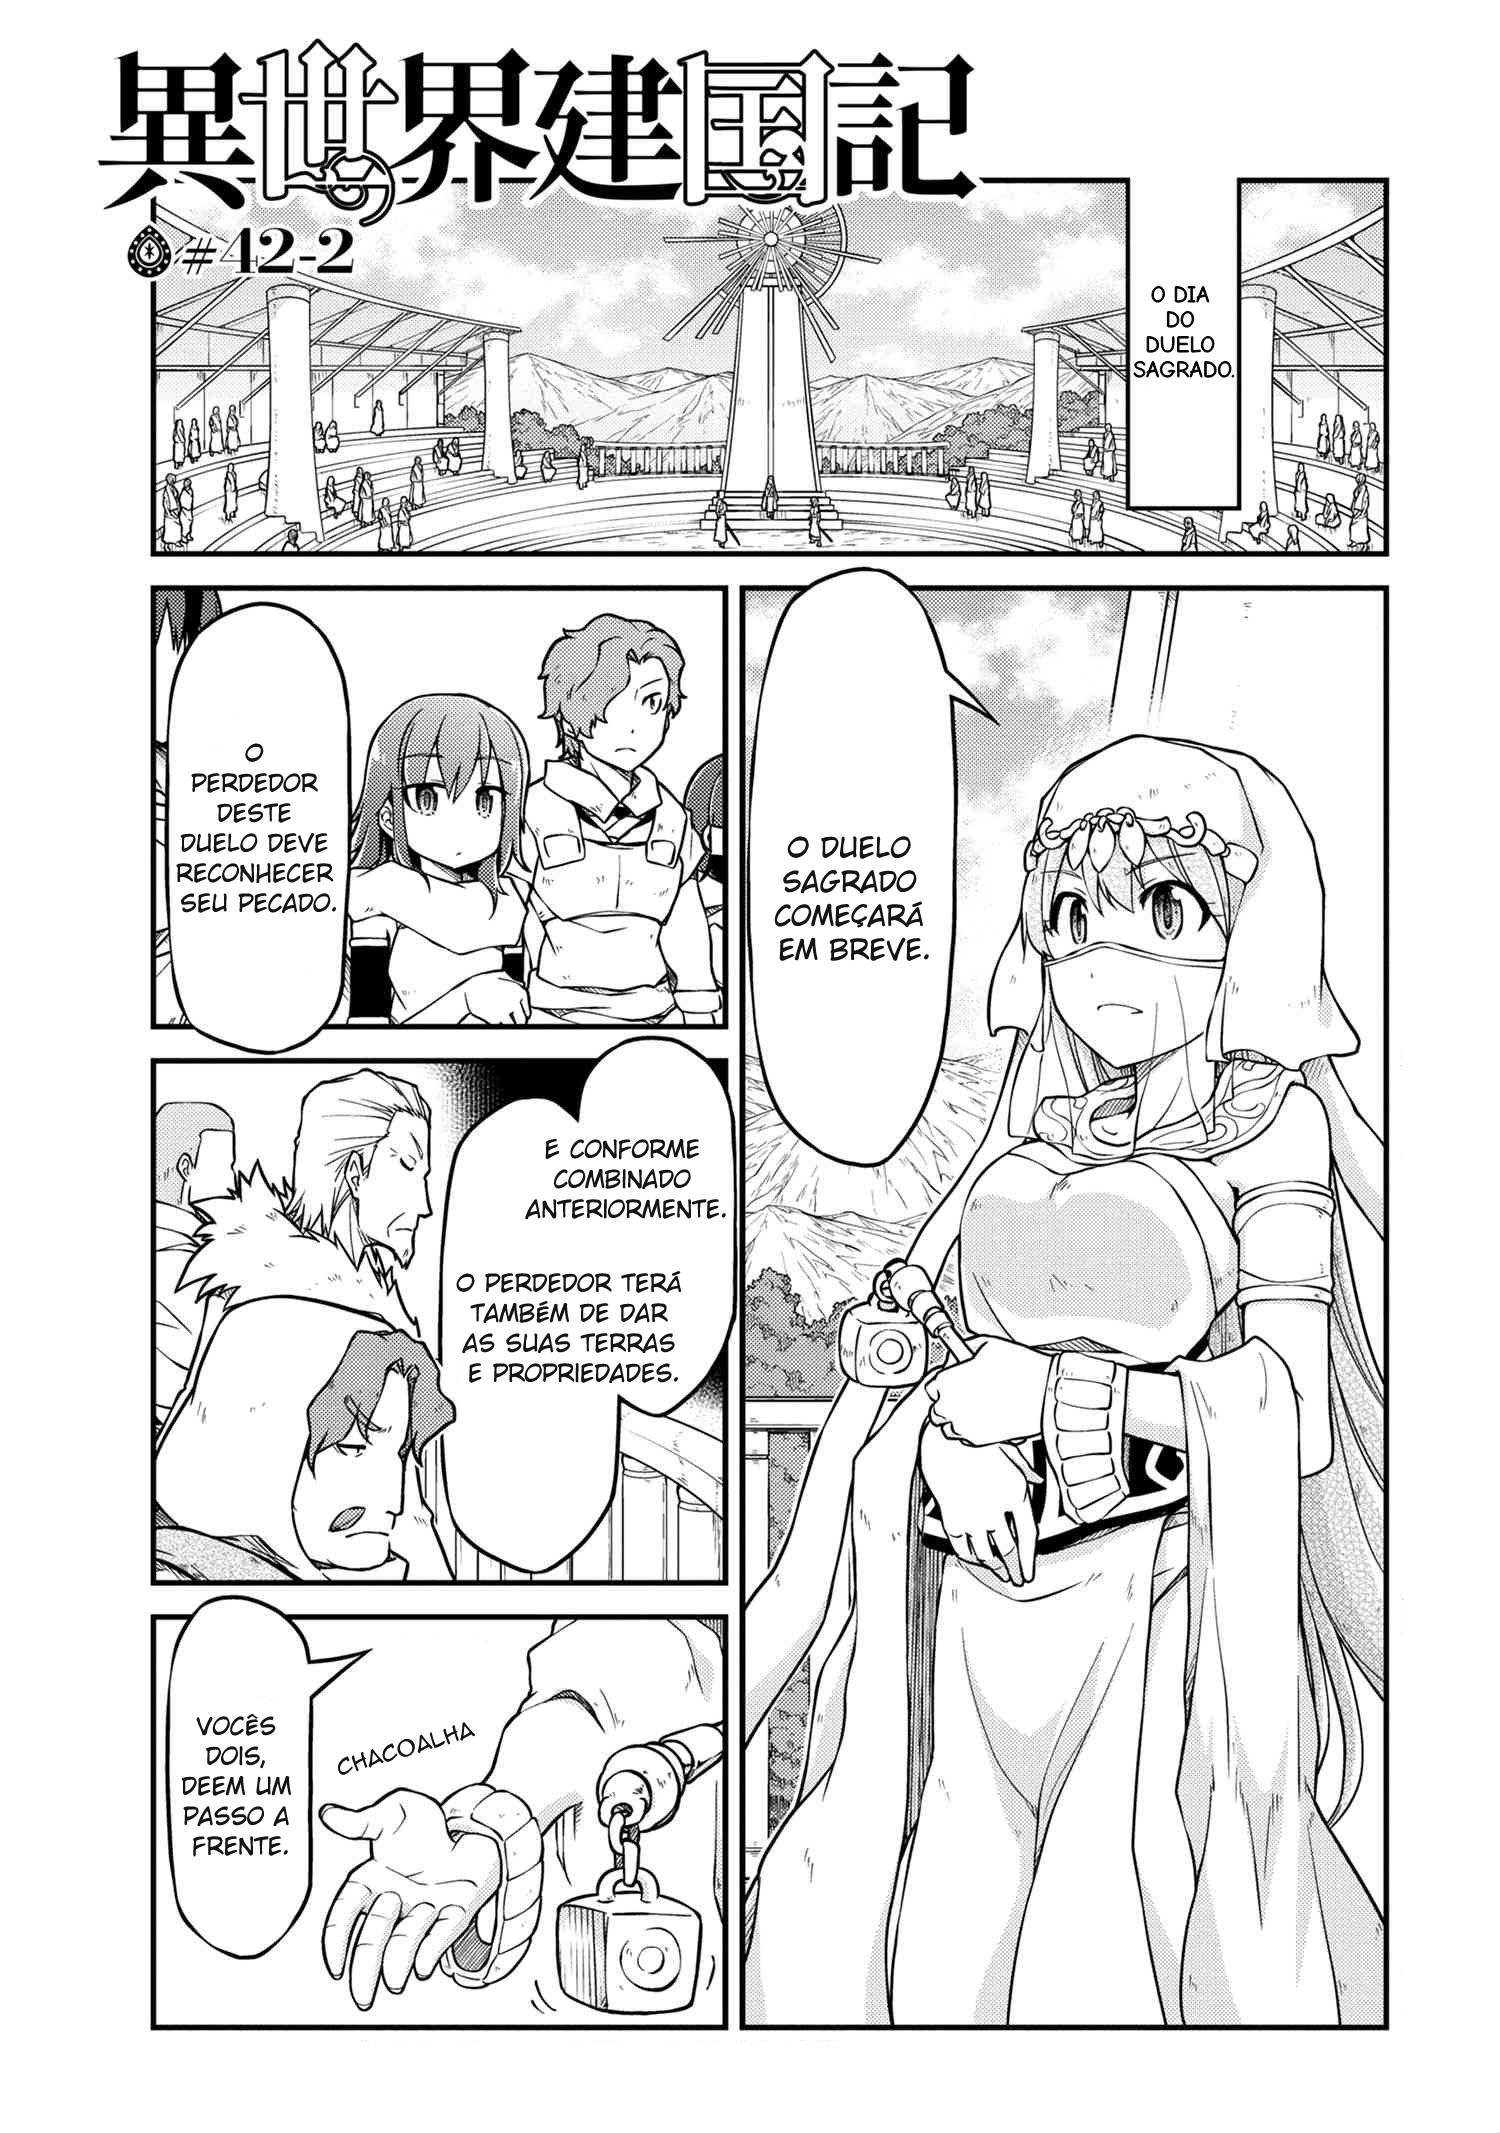 異世界建国記
#42-2
O DIA
DO
DUELO
SAGRADO.
O DUELO
SAGRADO
COMEÇARÁ
EM BREVE.
O
PERDEDOR
DESTE
DUELO DEVE
RECONHECER
SEU PECADO.
E CONFORME
COMBINADO
ANTERIORMENTE.
O PERDEDOR TERÁ
TAMBÉM DE DAR
AS SUAS TERRAS
E PROPRIEDADES.
VOCÊS
DOIS,
DEEM UM
PASSO A
FRENTE.
CHACOALHA